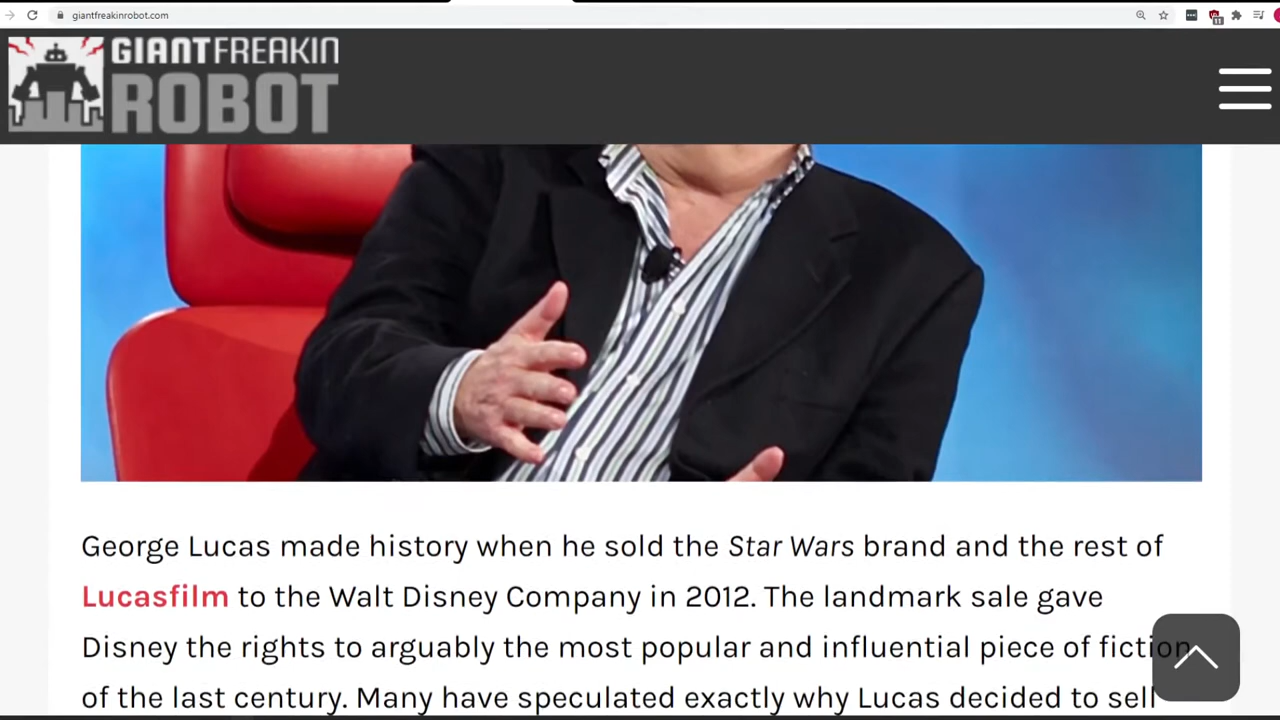 giantfreakinrobot.com
11
GIANTFREAKIN
ROBOT
George Lucas made history when he sold the Star Wars brand and the rest of
Lucasfilm to the Walt Disney Company in 2012. The landmark sale gave
Disney the rights to arguably the most popular and influential piece of fiction
of the last century. Many have speculated exactly why Lucas decided to sell